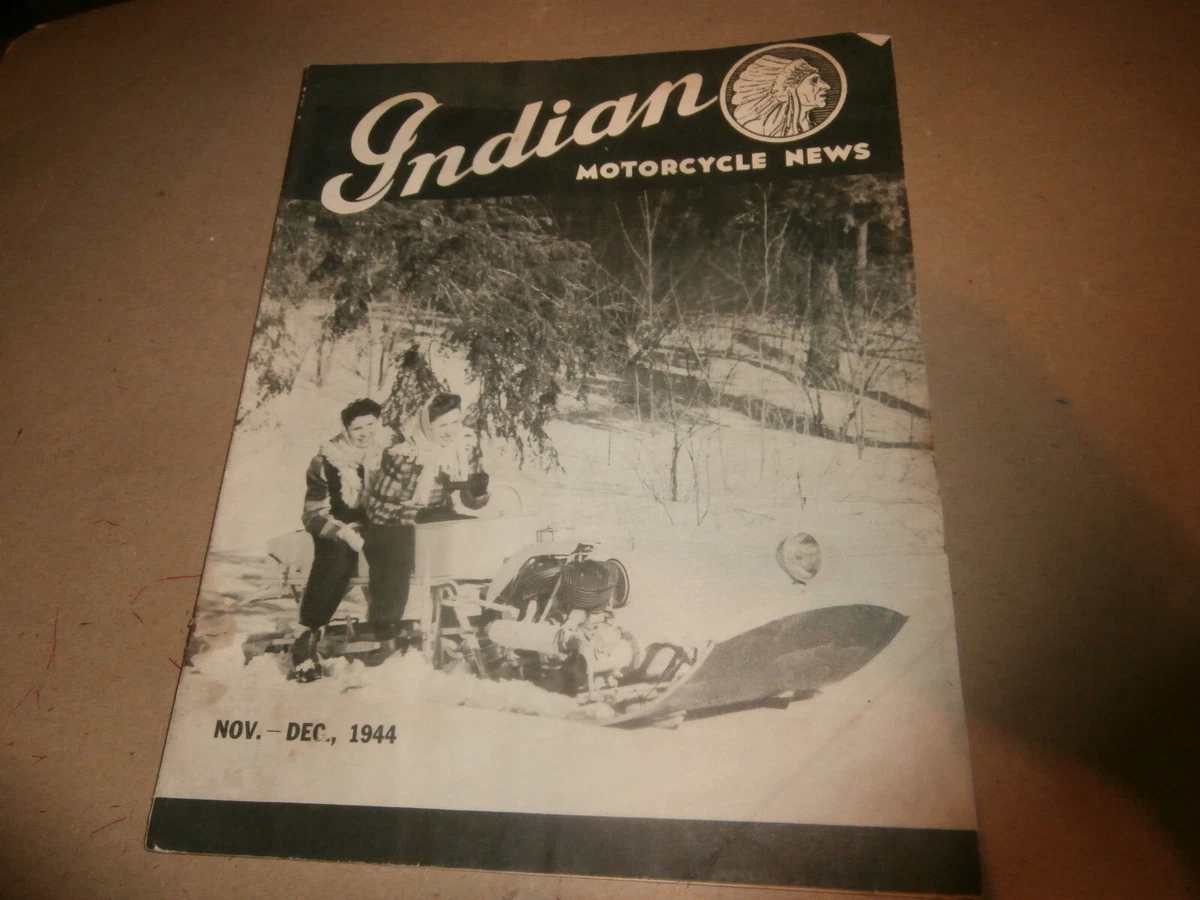 Indian
MOTORCYCLE NEWS
NOV. – DEC., 1944